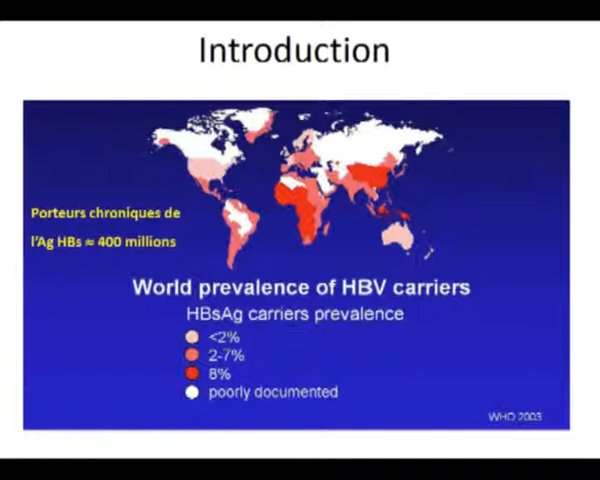 Introduction
Porteurs chroniques de
l'Ag HBs ≈ 400 millions
World prevalence of HBV carriers
HBsAg carriers prevalence
<2%
2-7%
8%
poorly documented
WHO 2003